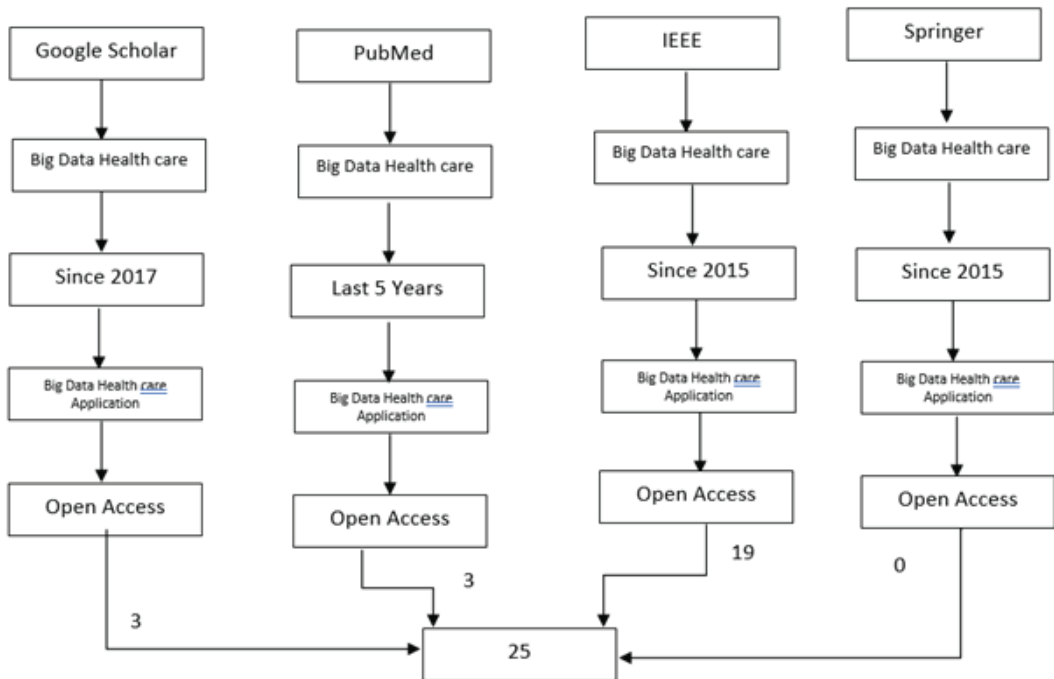 Google Scholar
PubMed
IEEE
Springer
Big Data Health care
Big Data Health care
Big Data Health care
Big Data Health care
Since 2017
Last 5 Years
Since 2015
Since 2015
Big Data Health care
Application
Big Data Health care
Application
Big Data Health care
Application
Big Data Health care
Application
Open Access
Open Access
Open Access
Open Access
3
3
19
0
25